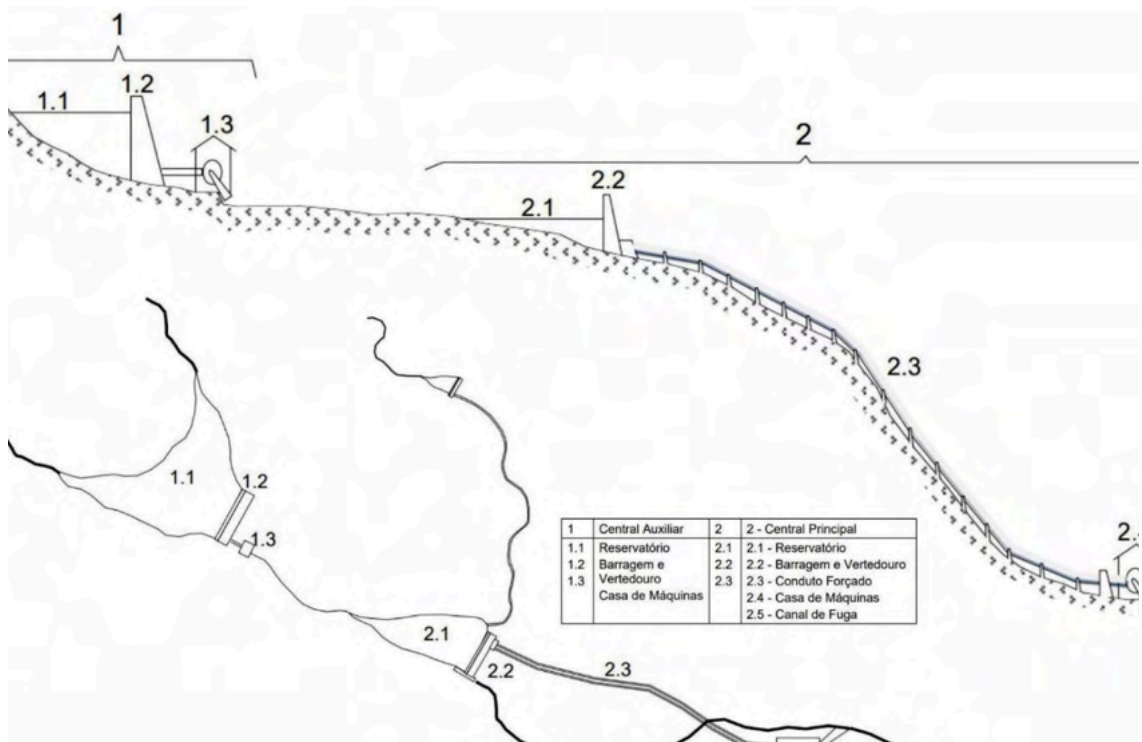 1
1.2
1.1
1.3
2
2.2
2.1
2.3
1.1
1.2
1.3
2.1
2.2
2.3
1 Central Auxiliar 2 2 - Central Principal
1.1 Reservatório 2.1 2.1 - Reservatório
1.2 Barragem e 2.2 2.2 - Barragem e Vertedouro
1.3 Vertedouro 2.3 2.3 - Conduto Forçado
Casa de Máquinas 2.4 - Casa de Máquinas
2.5 - Canal de Fuga